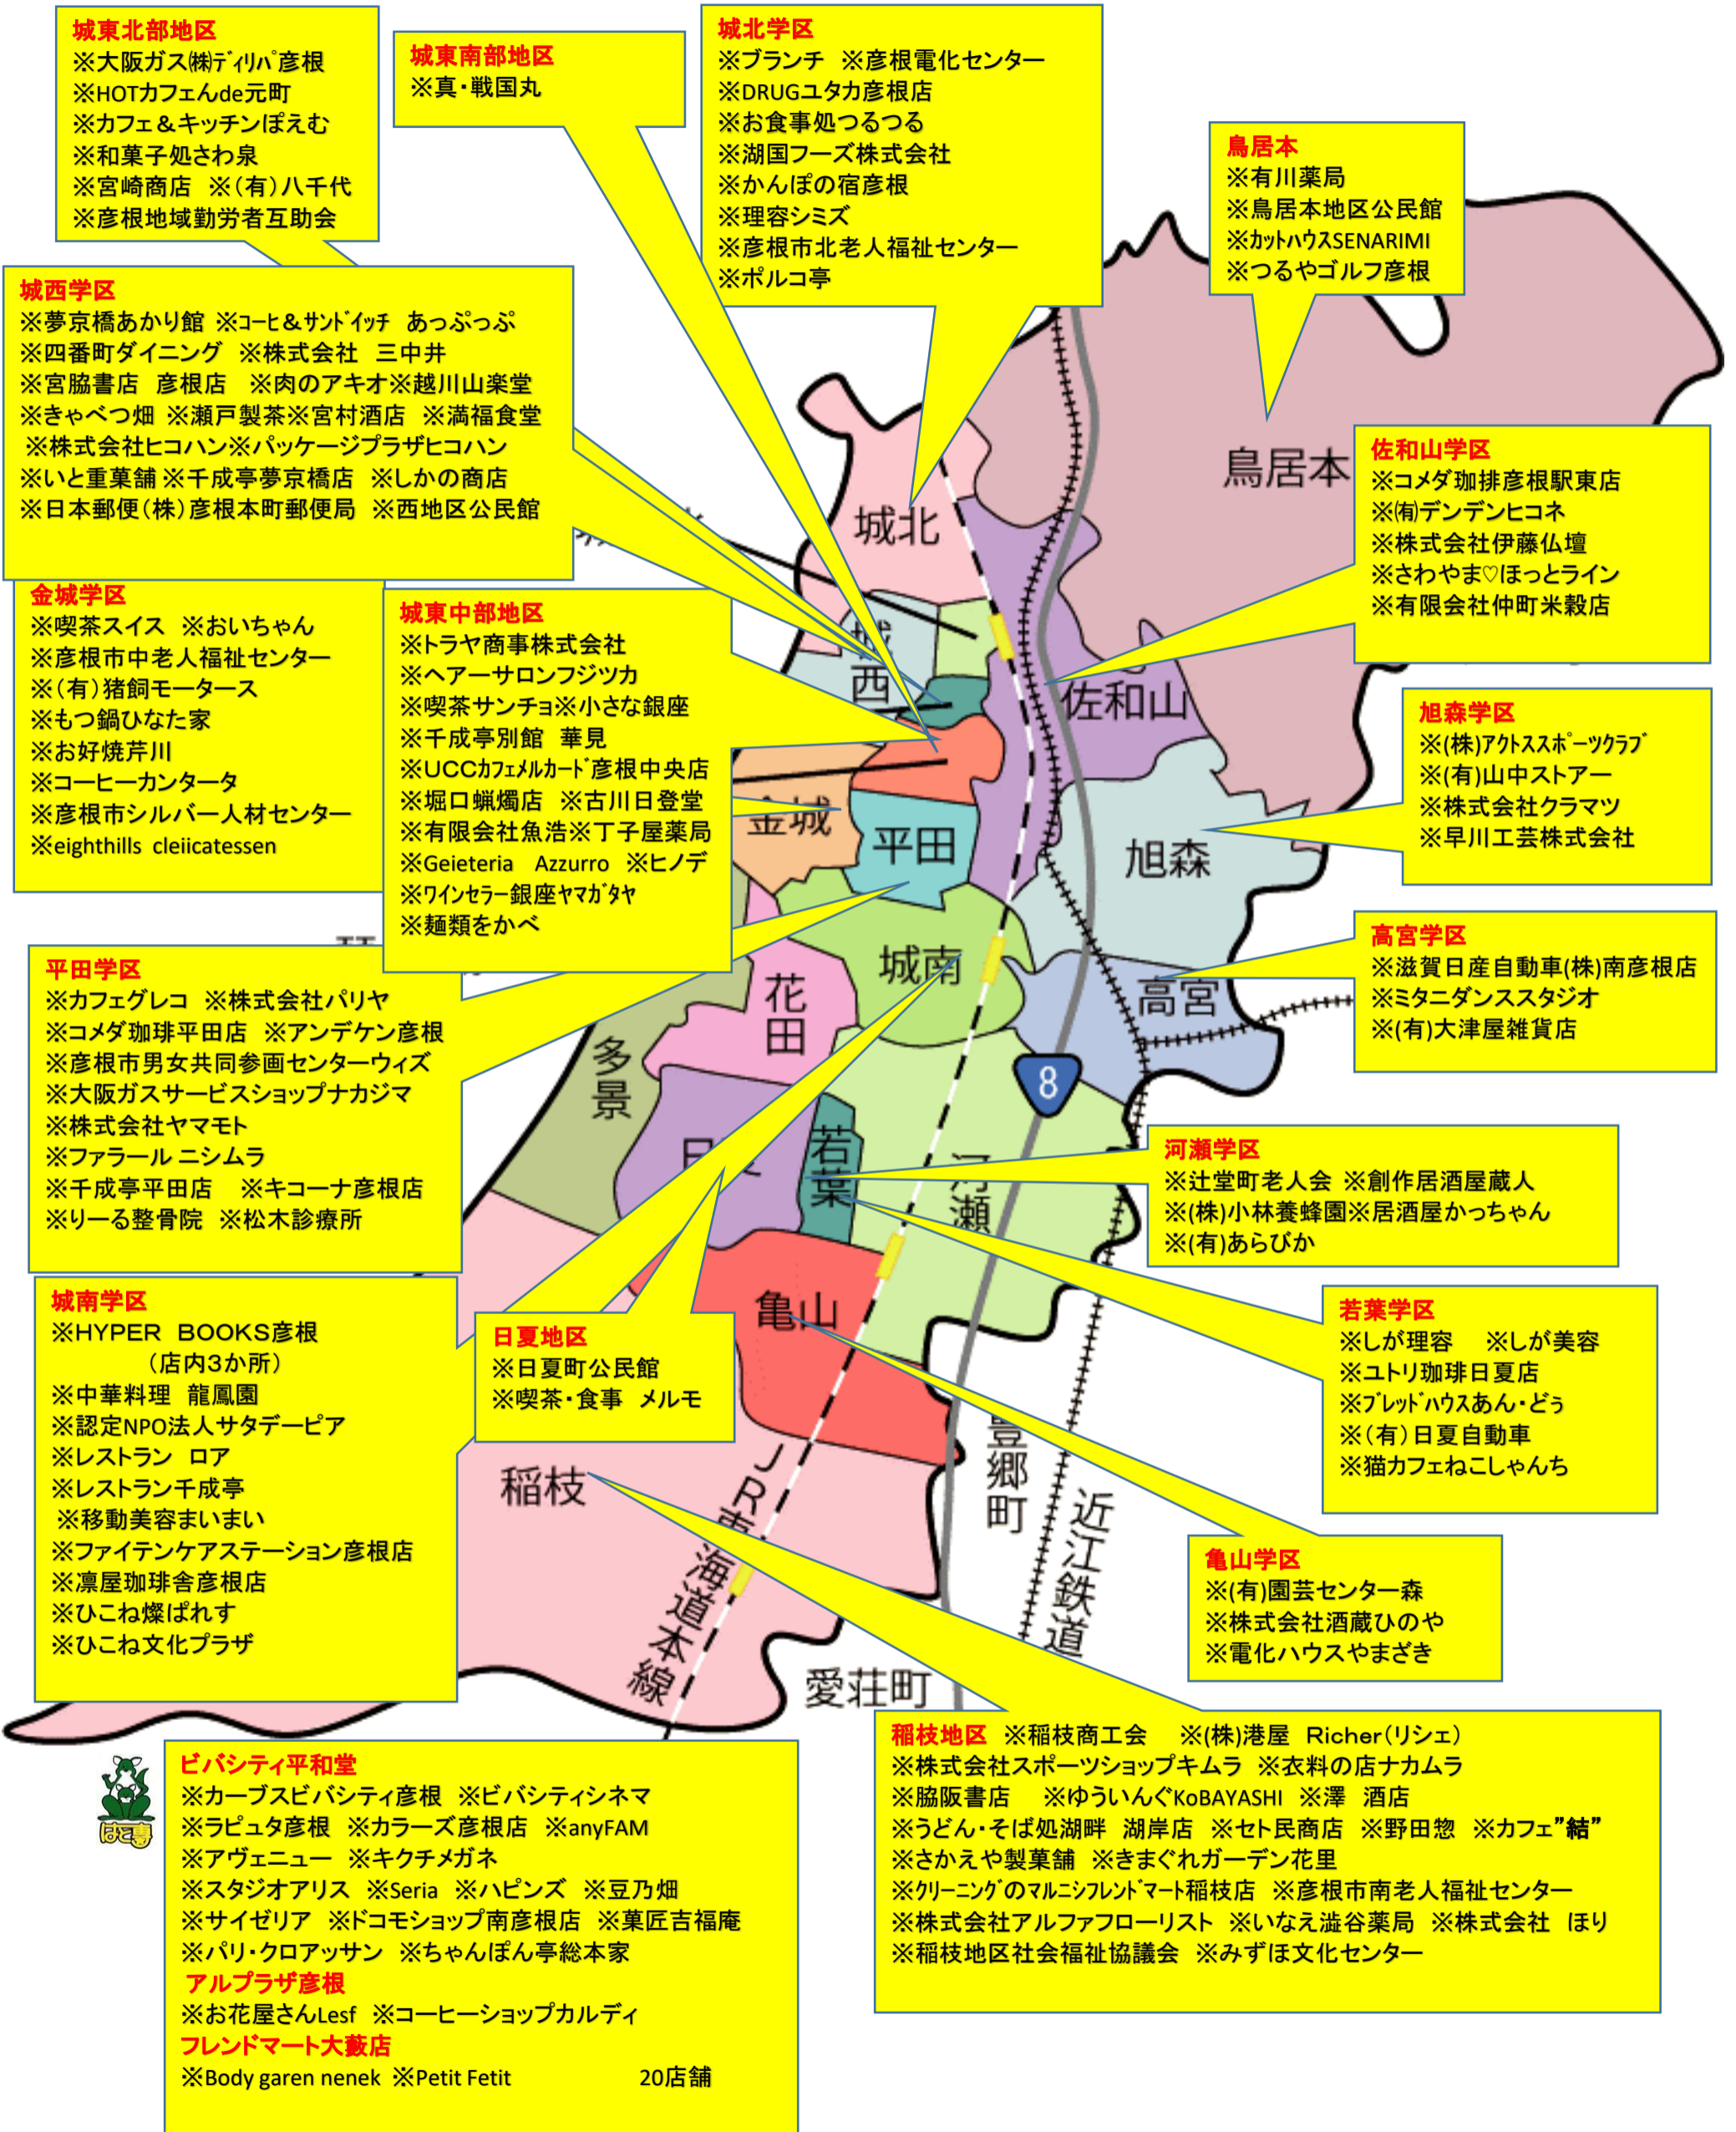 城東北部地区
※大阪ガス㈱ディリパ彦根
※HOTカフェんde元町
※カフェ＆キッチンぽえむ
※和菓子処さわ泉
※宮崎商店　※（有）八千代
※彦根地域勤労者互助会
城東南部地区
※真・戦国丸
城北学区
※ブランチ　※彦根電化センター
※DRUGユタカ彦根店
※お食事処つるつる
※湖国フーズ株式会社
※かんぽの宿彦根
※理容シミズ
※彦根市北老人福祉センター
※ポルコ亭
鳥居本
※有川薬局
※鳥居本地区公民館
※カットハウスSENARIMI
※つるやゴルフ彦根
城西学区
※夢京橋あかり館 ※コーヒ＆サンドイッチ　あっぷっぷ
※四番町ダイニング　※株式会社　三中井
※宮脇書店　彦根店　※肉のアキオ※越川山楽堂
※きゃべつ畑 ※瀬戸製茶※宮村酒店　※満福食堂
※株式会社ヒコハン※パッケージプラザヒコハン
※いと重菓舗 ※千成亭夢京橋店　※しかの商店
※日本郵便（株）彦根本町郵便局　※西地区公民館
佐和山学区
※コメダ珈排彦根駅東店
※㈲デンデンヒコネ
※株式会社伊藤仏壇
※さわやま♡ほっとライン
※有限会社仲町米穀店
金城学区
※喫茶スイス　※おいちゃん
※彦根市中老人福祉センター
※（有）猪飼モータース
※もつ鍋ひなた家
※お好焼芹川
※コーヒーカンタータ
※彦根市シルバー人材センター
※eighthills cleiicatessen
城東中部地区
※トラヤ商事株式会社
※ヘアーサロンフジツカ
※喫茶サンチョ※小さな銀座
※千成亭別館　華見
※UCCカフェメルカード彦根中央店
※堀口蝋燭店　※古川日登堂
※有限会社魚浩※丁子屋薬局
※Geieteria　Azzurro　※ヒノデ
※ワインセラー銀座ヤマガタヤ
※麺類をかべ
旭森学区
※(株)アクトススポーツクラブ
※(有)山中ストアー
※株式会社クラマツ
※早川工芸株式会社
高宮学区
※滋賀日産自動車(株)南彦根店
※ミタニダンススタジオ
※(有)大津屋雑貨店
平田学区
※カフェグレコ　※株式会社パリヤ
※コメダ珈琲平田店　※アンデケン彦根
※彦根市男女共同参画センターウィズ
※大阪ガスサービスショップナカジマ
※株式会社ヤマモト
※ファラール ニシムラ
※千成亭平田店　※キコーナ彦根店
※りーる整骨院　※松木診療所
河瀬学区
※辻堂町老人会 ※創作居酒屋蔵人
※(株)小林養蜂園※居酒屋かっちゃん
※(有)あらびか
城南学区
※HYPER　BOOKS彦根
（店内3か所）
※中華料理　龍鳳園
※認定NPO法人サタデーピア
※レストラン　ロア
※レストラン千成亭
※移動美容まいまい
※ファイテンケアステーション彦根店
※凛屋珈琲舎彦根店
※ひこね燦ぱれす
※ひこね文化プラザ
日夏地区
※日夏町公民館
※喫茶・食事　メルモ
若葉学区
※しが理容　※しが美容
※ユトリ珈琲日夏店
※ブレッドハウスあん・どぅ
※（有）日夏自動車
※猫カフェねこしゃんち
亀山学区
※(有)園芸センター森
※株式会社酒蔵ひのや
※電化ハウスやまざき
稲枝地区　※稲枝商工会　※(株)港屋　Richer（リシェ）
※株式会社スポーツショップキムラ　※衣料の店ナカムラ
※脇阪書店　※ゆういんぐKoBAYASHI　※澤　酒店
※うどん・そば処湖畔　湖岸店　※セト民商店　※野田惣　※カフェ”結”
※さかえや製菓舗　※きまぐれガーデン花里
※クリーニングのマルニシフレンドマート稲枝店　※彦根市南老人福祉センター
※株式会社アルファフローリスト　※いなえ澁谷薬局　※株式会社　ほり
※稲枝地区社会福祉協議会　※みずほ文化センター
ビバシティ平和堂
※カーブスビバシティ彦根　※ビバシティシネマ
※ラピュタ彦根　※カラーズ彦根店　※anyFAM
※アヴェニュー　※キクチメガネ
※スタジオアリス　※Seria　※ハピンズ　※豆乃畑
※サイゼリア　※ドコモショップ南彦根店　※菓匠吉福庵
※パリ・クロアッサン　※ちゃんぽん亭総本家
アルプラザ彦根
※お花屋さんLesf　※コーヒーショップカルディ
フレンドマート大藪店
※Body garen nenek ※Petit Fetit　20店舗
鳥居本
城北
城西
佐和山
金城
平田
旭森
城南
花田
高宮
多景
8
若葉
河瀬
亀山
稲枝
豊郷町
近江鉄道
JR東海道本線
愛荘町
はと寿